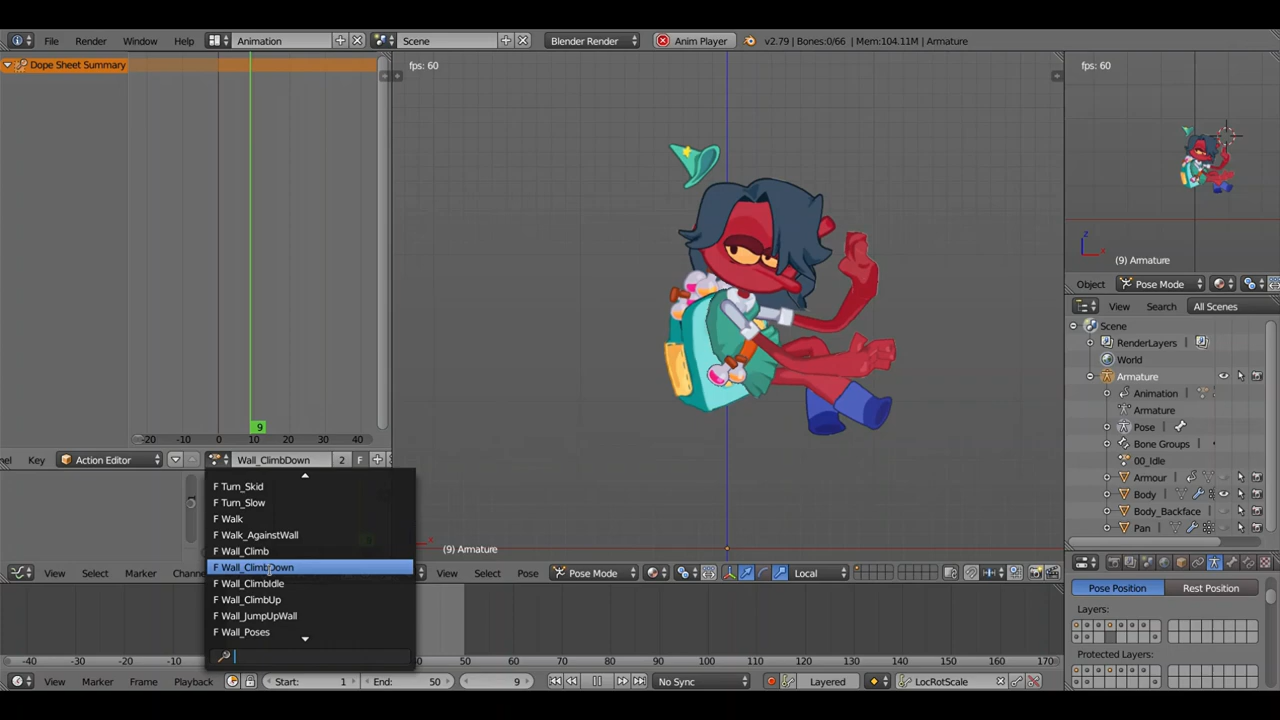 File Render Window Help Animation Scene Blender Render Anim Player v2.79 | Bones:0/66 | Mem:104.11M | Armature
Dope Sheet Summary
fps: 60
fps: 60
(9) Armature
Object Pose Mode
View Search All Scenes
Scene
RenderLayers
World
Armature
Animation
Armature
Pose
Bone Groups
00_Idle
Armour
Body
Body_Backface
Pan
9
-20 -10 0 10 20 30 40
Key Action Editor Wall_ClimbDown 2 F
F Turn_Skid
F Turn_Slow
F Walk
F Walk_AgainstWall
F Wall_Climb
F Wall_ClimbDown
F Wall_ClimbIdle
F Wall_ClimbUp
F Wall_JumpUpWall
F Wall_Poses
(9) Armature
View Select Marker
View Select Pose Pose Mode Local
Pose Position Rest Position
Layers:
Protected Layers:
-40 -30 -20 50 60 70 80 90 100 110 120 130 140 150 160 170
View Marker Frame Playback Start: 1 End: 50 9 No Sync Layered LocRotScale